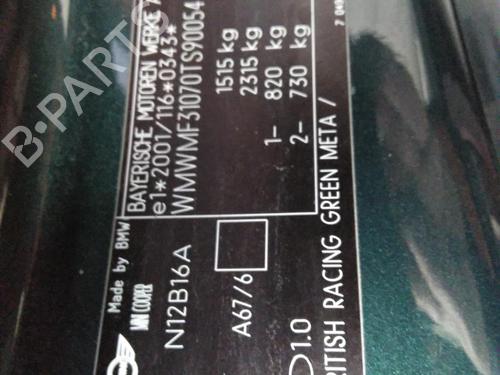 BAYERISCHE MOTOREN WERKE
e1*2001/116*0343*
WMWMF31070TS90054
1515 kg
2315 kg
1– 820 kg
2– 730 kg
Made by BMW
MINI COOPER
N12B16A
A67/6
1.0
BRITISH RACING GREEN META/
B-PARTS